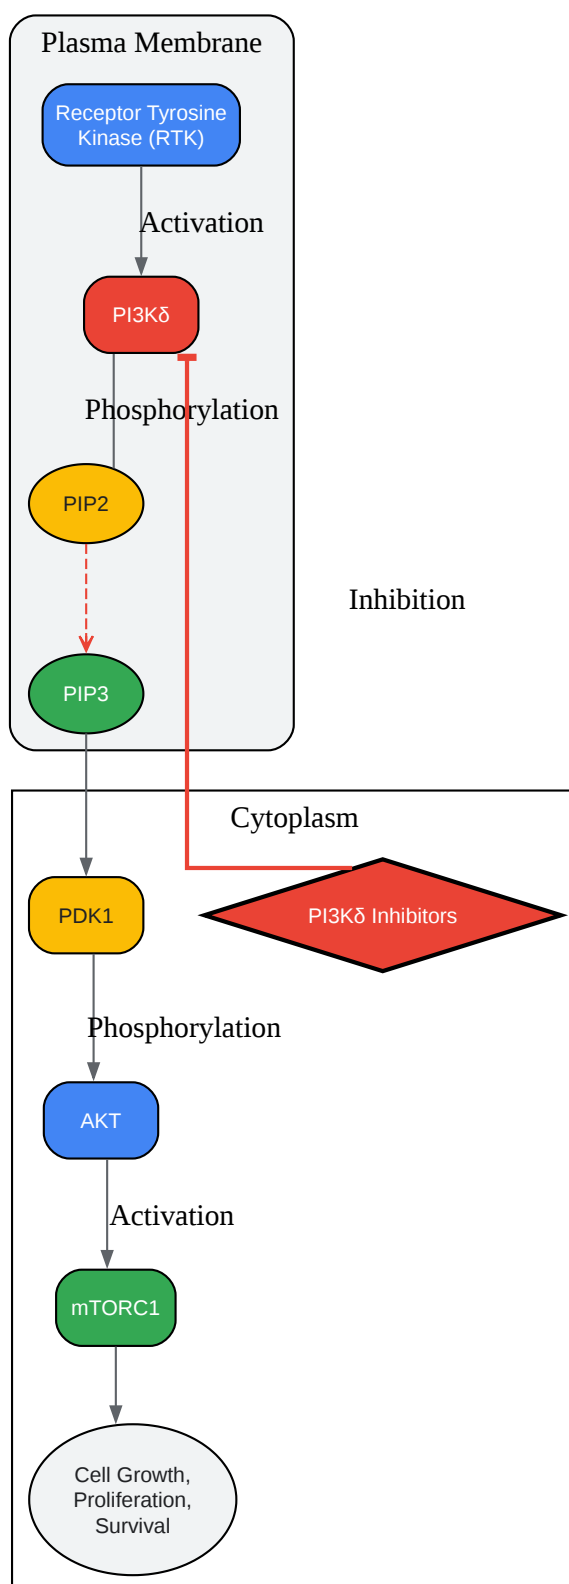 Plasma Membrane
Receptor Tyrosine
Kinase (RTK)
Activation
PI3Kδ
Phosphorylation
PIP2
Inhibition
PIP3
Cytoplasm
PDK1
PI3Kδ Inhibitors
Phosphorylation
AKT
Activation
mTORC1
Cell Growth,
Proliferation,
Survival